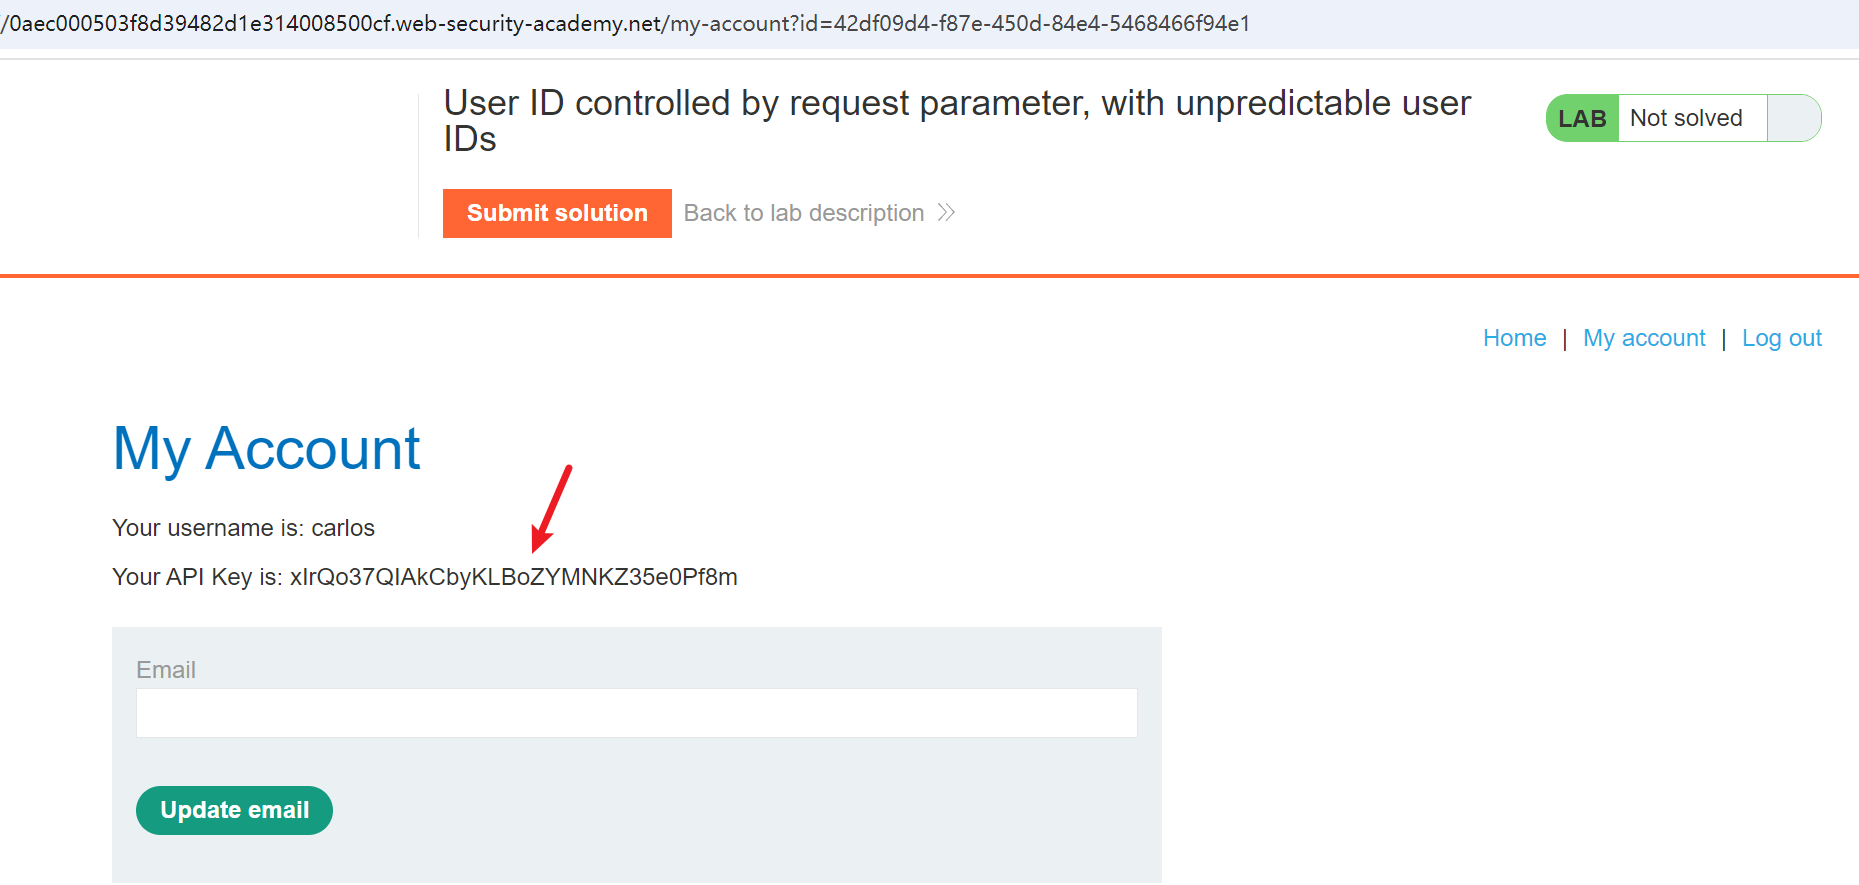 /0aec000503f8d39482d1e314008500cf.web-security-academy.net/my-account?id=42df09d4-f87e-450d-84e4-5468466f94e1
User ID controlled by request parameter, with unpredictable user
IDs
LAB Not solved
Submit solution Back to lab description
Home | My account | Log out
My Account
Your username is: carlos
Your API Key is: xIrQo37QIAkCbyKLBoZYMNKZ35e0Pf8m
Email
Update email